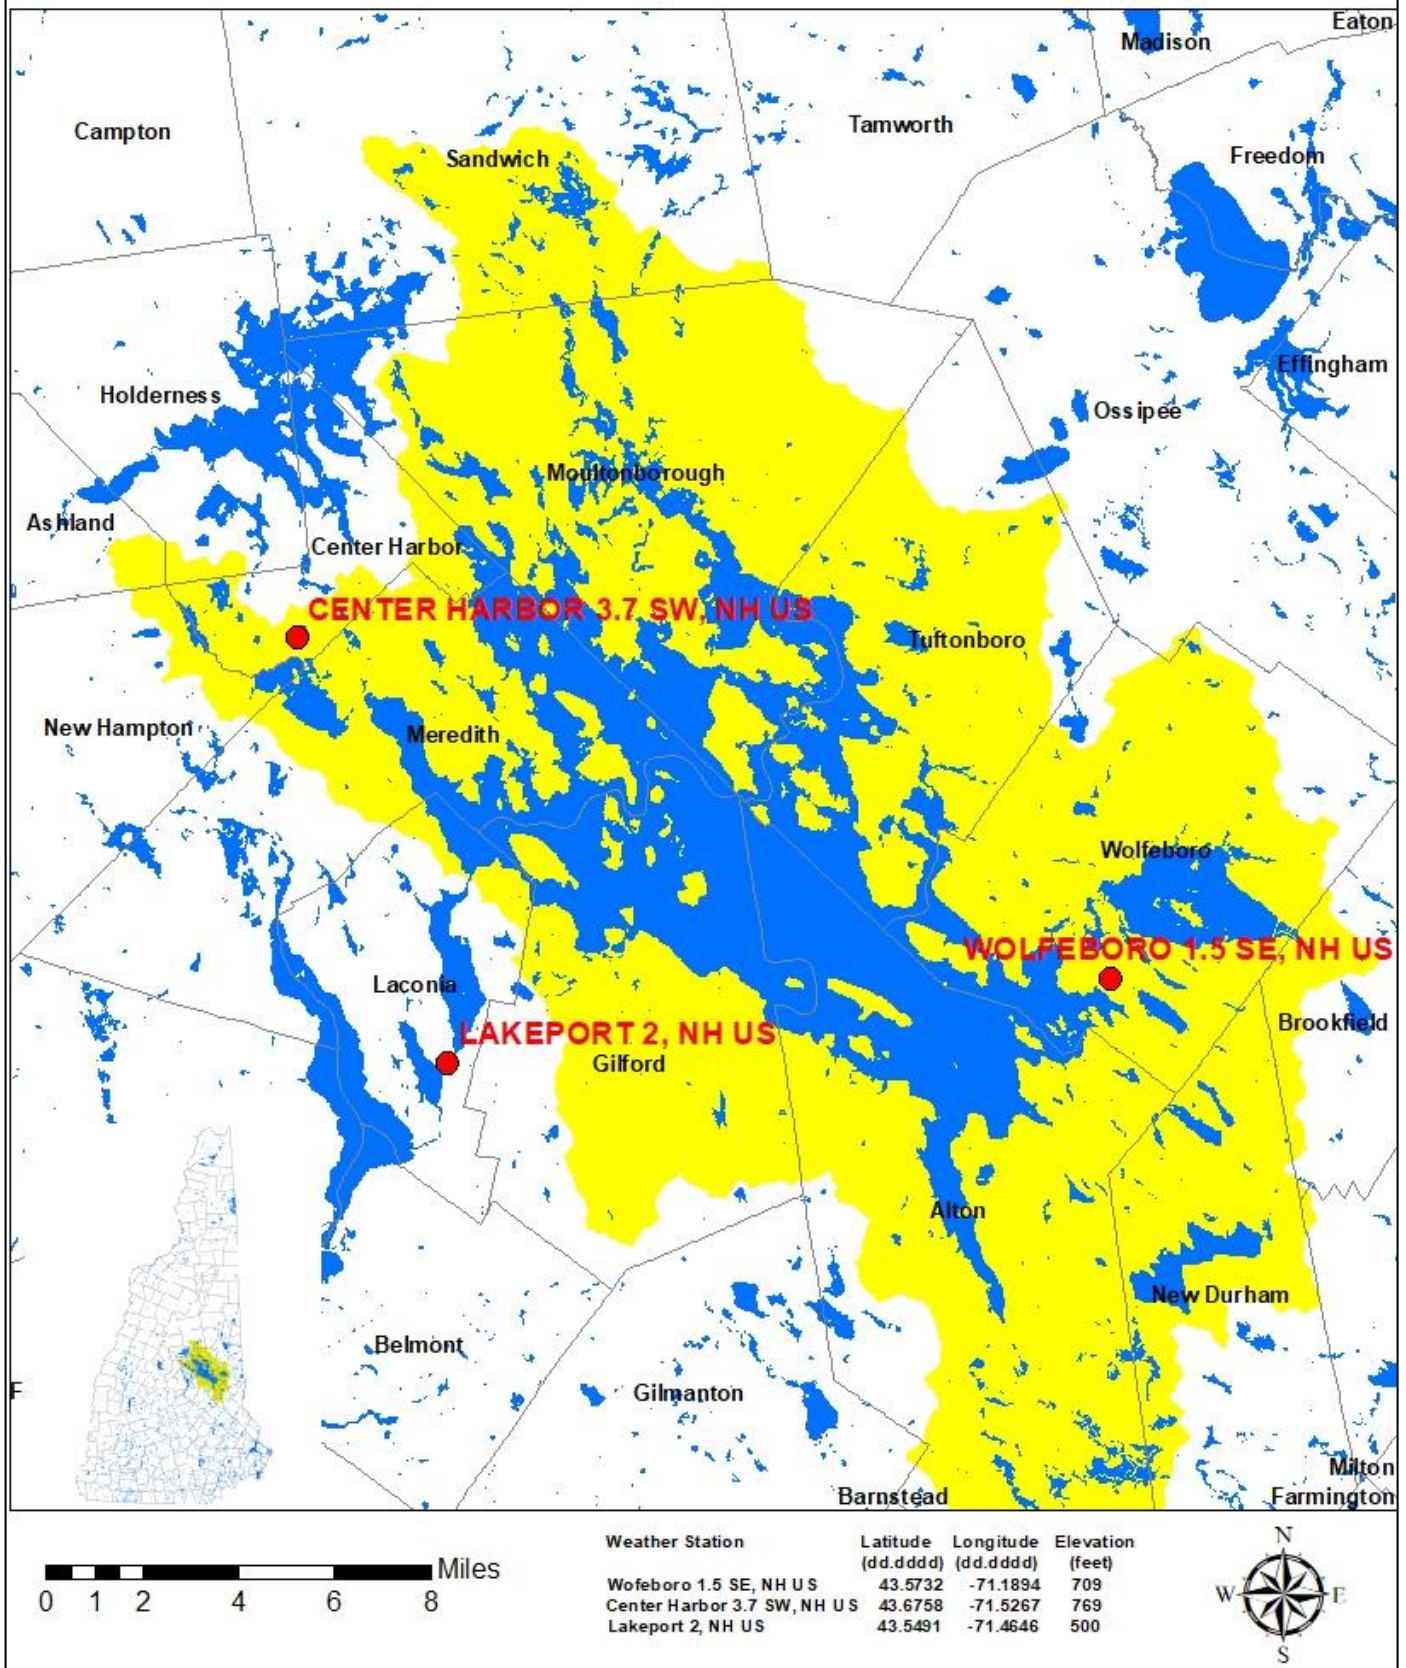 Eaton
Madison
Campton
Tamworth
Sandwich
Freedom
Effingham
Holderness
Ossipee
Moultonborough
Ashland
Center Harbor
CENTER HARBOR 3.7 SW, NH US
Tuftonboro
New Hampton
Meredith
Wolfeboro
WOLFEBORO 1.5 SE, NH US
Laconia
Brookfield
LAKEPORT 2, NH US
Gilford
Alton
New Durham
Belmont
F
Gilmanton
Milton
Barnstead
Farmington
Miles
0 1 2 4 6 8
Weather Station Latitude Longitude Elevation
(dd.dddd) (dd.dddd) (feet)
Wofeboro 1.5 SE, NH US 43.5732 -71.1894 709
Center Harbor 3.7 SW, NH US 43.6758 -71.5267 769
Lakeport 2, NH US 43.5491 -71.4646 500
N
W E
S